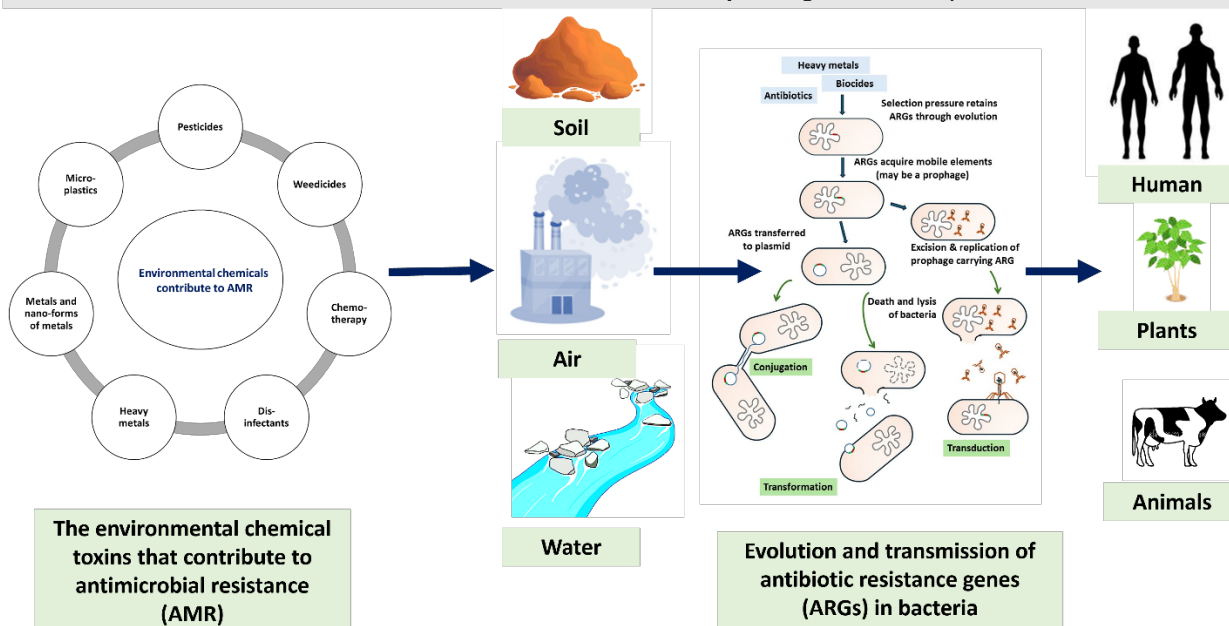 Pesticides
Micro-
plastics
Weedicides
Environmental chemicals
contribute to AMR
Metals and
nano-forms
of metals
Chemo-
therapy
Heavy
metals
Dis-
infectants
The environmental chemical
toxins that contribute to
antimicrobial resistance
(AMR)
Soil
Air
Water
Heavy metals
Biocides
Antibiotics
Selection pressure retains
ARGs through evolution
ARGs acquire mobile elements
(may be a prophage)
ARGs transferred
to plasmid
Excision & replication of
prophage carrying ARG
Death and lysis
of bacteria
Conjugation
Transduction
Transformation
Evolution and transmission of
antibiotic resistance genes
(ARGs) in bacteria
Human
Plants
Animals